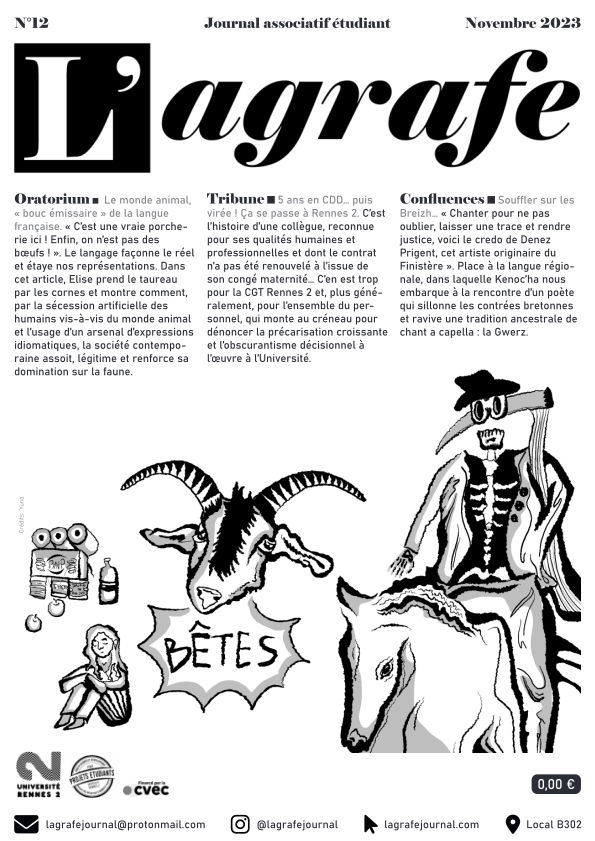 N°12
Journal associatif étudiant
Novembre 2023
L'agrafe
Oratorium ■ Le monde animal,
« bouc émissaire » de la langue
française. « C'est une vraie porche-
rie ici ! Enfin, on n'est pas des
bœufs ! ». Le langage façonne le réel
et étaye nos représentations. Dans
cet article, Elise prend le taureau
par les cornes et montre comment,
par la sécession artificielle des
humains vis-à-vis du monde animal
et l'usage d'un arsenal d'expressions
idiomatiques, la société contempo-
raine assoit, légitime et renforce sa
domination sur la faune.
Tribune ■ 5 ans en CDD... puis
virée ! Ça se passe à Rennes 2. C'est
l'histoire d'une collègue, reconnue
pour ses qualités humaines et
professionnelles et dont le contrat
n'a pas été renouvelé à l'issue de
son congé maternité... C'en est trop
pour la CGT Rennes 2 et, plus géné-
ralement, pour l'ensemble du per-
sonnel, qui monte au créneau pour
dénoncer la précarisation croissante
et l'obscurantisme décisionnel à
l'œuvre à l'Université.
Confluences ■ Souffler sur les
Breizh... « Chanter pour ne pas
oublier, laisser une trace et rendre
justice, voici le credo de Denez
Prigent, cet artiste originaire du
Finistère ». Place à la langue régio-
nale, dans laquelle Kenoc'ha nous
embarque à la rencontre d'un poète
qui sillonne les contrées bretonnes
et ravive une tradition ancestrale de
chant a capella : la Gwerz.
Crédits : Yuna
BÊTES
UNIVERSITÉ
RENNES 2
PROJETS ETUDIANTS
Financé par la
cvec
0,00 €
lagrafejournal@protonmail.com
@lagrafejournal
lagrafejournal.com
Local B302